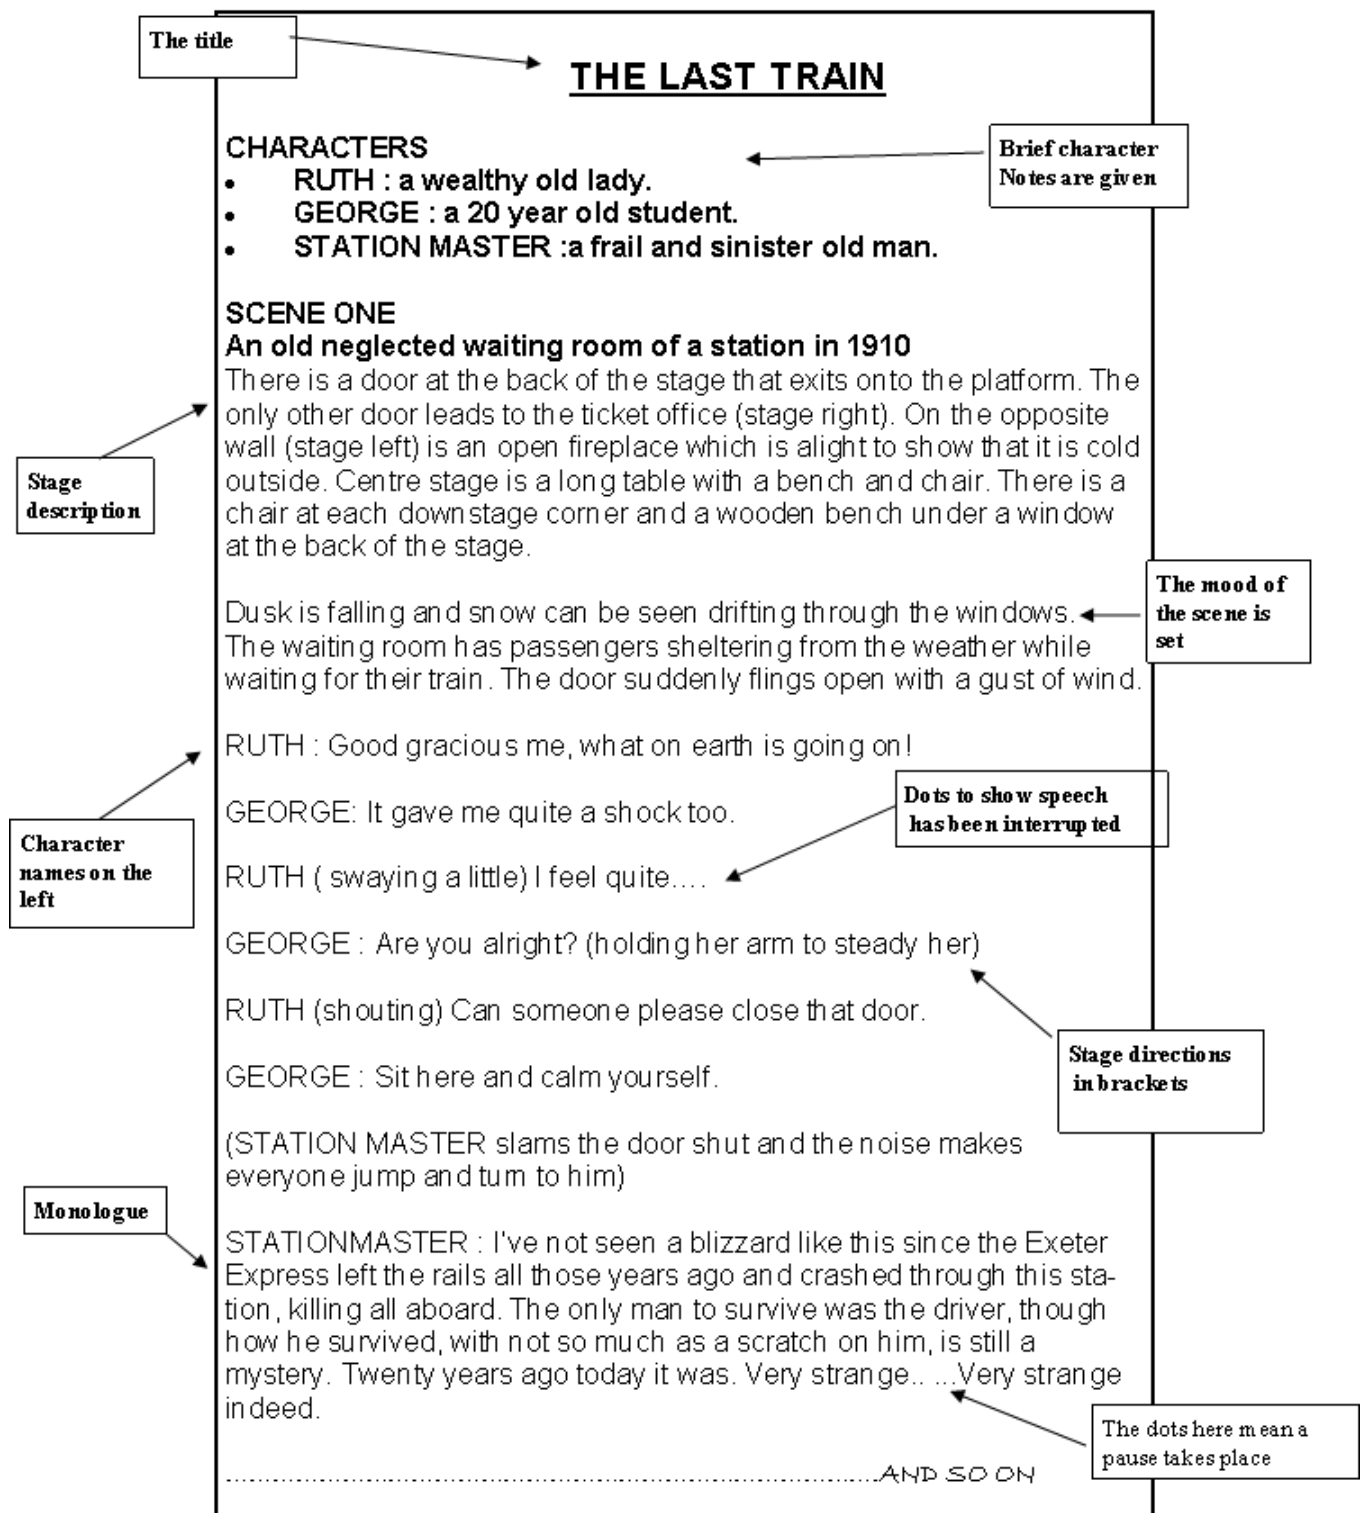 The title
THE LAST TRAIN
CHARACTERS
Brief character
Notes are given
• RUTH : a wealthy old lady.
• GEORGE : a 20 year old student.
• STATION MASTER :a frail and sinister old man.
SCENE ONE
An old neglected waiting room of a station in 1910
There is a door at the back of the stage that exits onto the platform. The
only other door leads to the ticket office (stage right). On the opposite
wall (stage left) is an open fireplace which is alight to show that it is cold
outside. Centre stage is a long table with a bench and chair. There is a
chair at each downstage corner and a wooden bench under a window
at the back of the stage.
Stage
description
Dusk is falling and snow can be seen drifting through the windows.
The waiting room has passengers sheltering from the weather while
waiting for their train. The door suddenly flings open with a gust of wind.
The mood of
the scene is
set
RUTH : Good gracious me, what on earth is going on!
GEORGE: It gave me quite a shock too.
Dots to show speech
has been interrupted
Character
names on the
left
RUTH ( swaying a little) I feel quite....
GEORGE : Are you alright? (holding her arm to steady her)
RUTH (shouting) Can someone please close that door.
Stage directions
in brackets
GEORGE : Sit here and calm yourself.
(STATION MASTER slams the door shut and the noise makes
everyone jump and turn to him)
Monologue
STATIONMASTER : I've not seen a blizzard like this since the Exeter
Express left the rails all those years ago and crashed through this sta-
tion, killing all aboard. The only man to survive was the driver, though
how he survived, with not so much as a scratch on him, is still a
mystery. Twenty years ago today it was. Very strange.. ...Very strange
indeed.
The dots here mean a
pause takes place
........................................................................AND SO ON